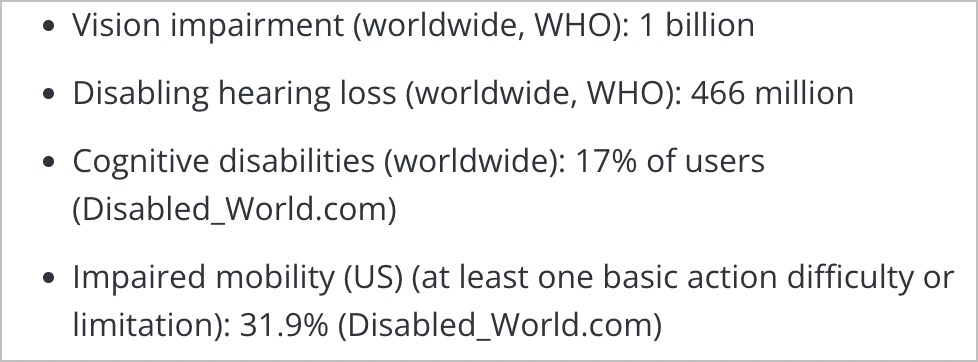 • Vision impairment (worldwide, WHO): 1 billion
• Disabling hearing loss (worldwide, WHO): 466 million
• Cognitive disabilities (worldwide): 17% of users
(Disabled_World.com)
• Impaired mobility (US) (at least one basic action difficulty or
limitation): 31.9% (Disabled_World.com)